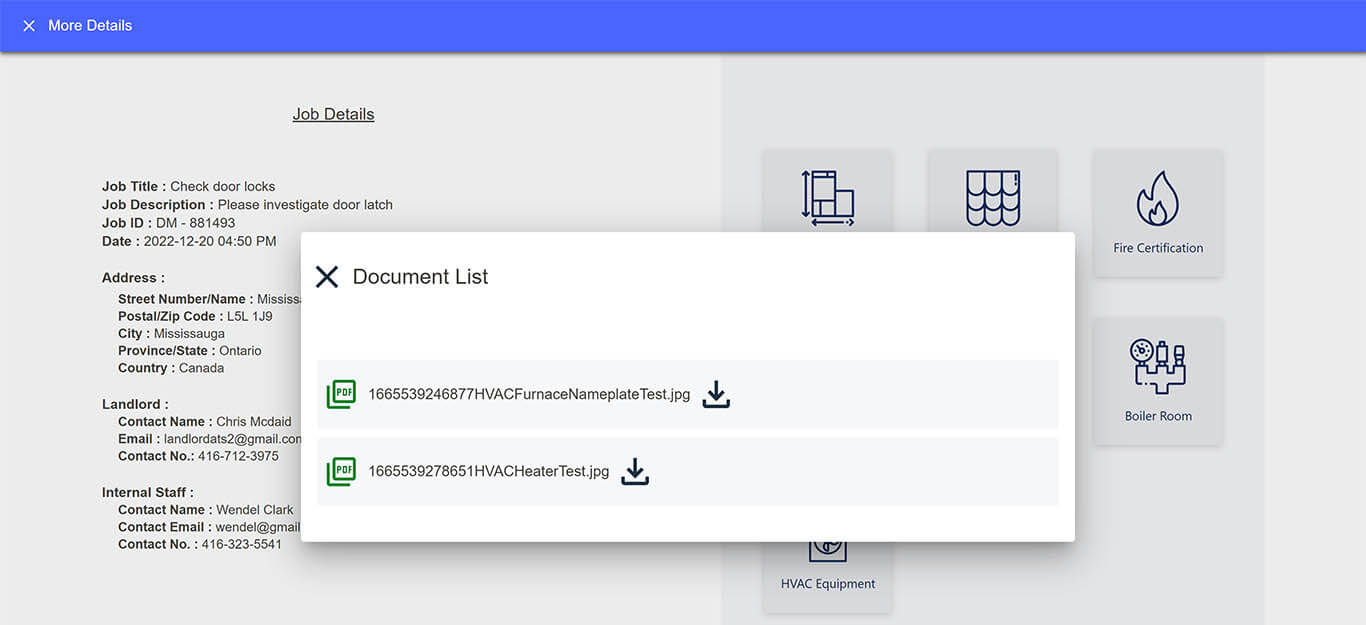 More Details
Job Details
Job Title : Check door locks
Job Description : Please investigate door latch
Job ID : DM - 881493
Date : 2022-12-20 04:50 PM
Address :
Street Number/Name :
Postal/Zip Code : L5L 1J9
City : Mississauga
Province/State : Ontario
Country : Canada
Landlord :
Contact Name : Chris Mcdaid
Email : landlordats2@gmail.com
Contact No.: 416-712-3975
Internal Staff :
Contact Name : Wendel Clark
Contact Email : wendel@gmail
Contact No. : 416-323-5541
Document List
PDF 1665539246877HVACFurnaceNameplateTest.jpg
PDF 1665539278651HVACHeaterTest.jpg
Fire Certification
Boiler Room
HVAC Equipment